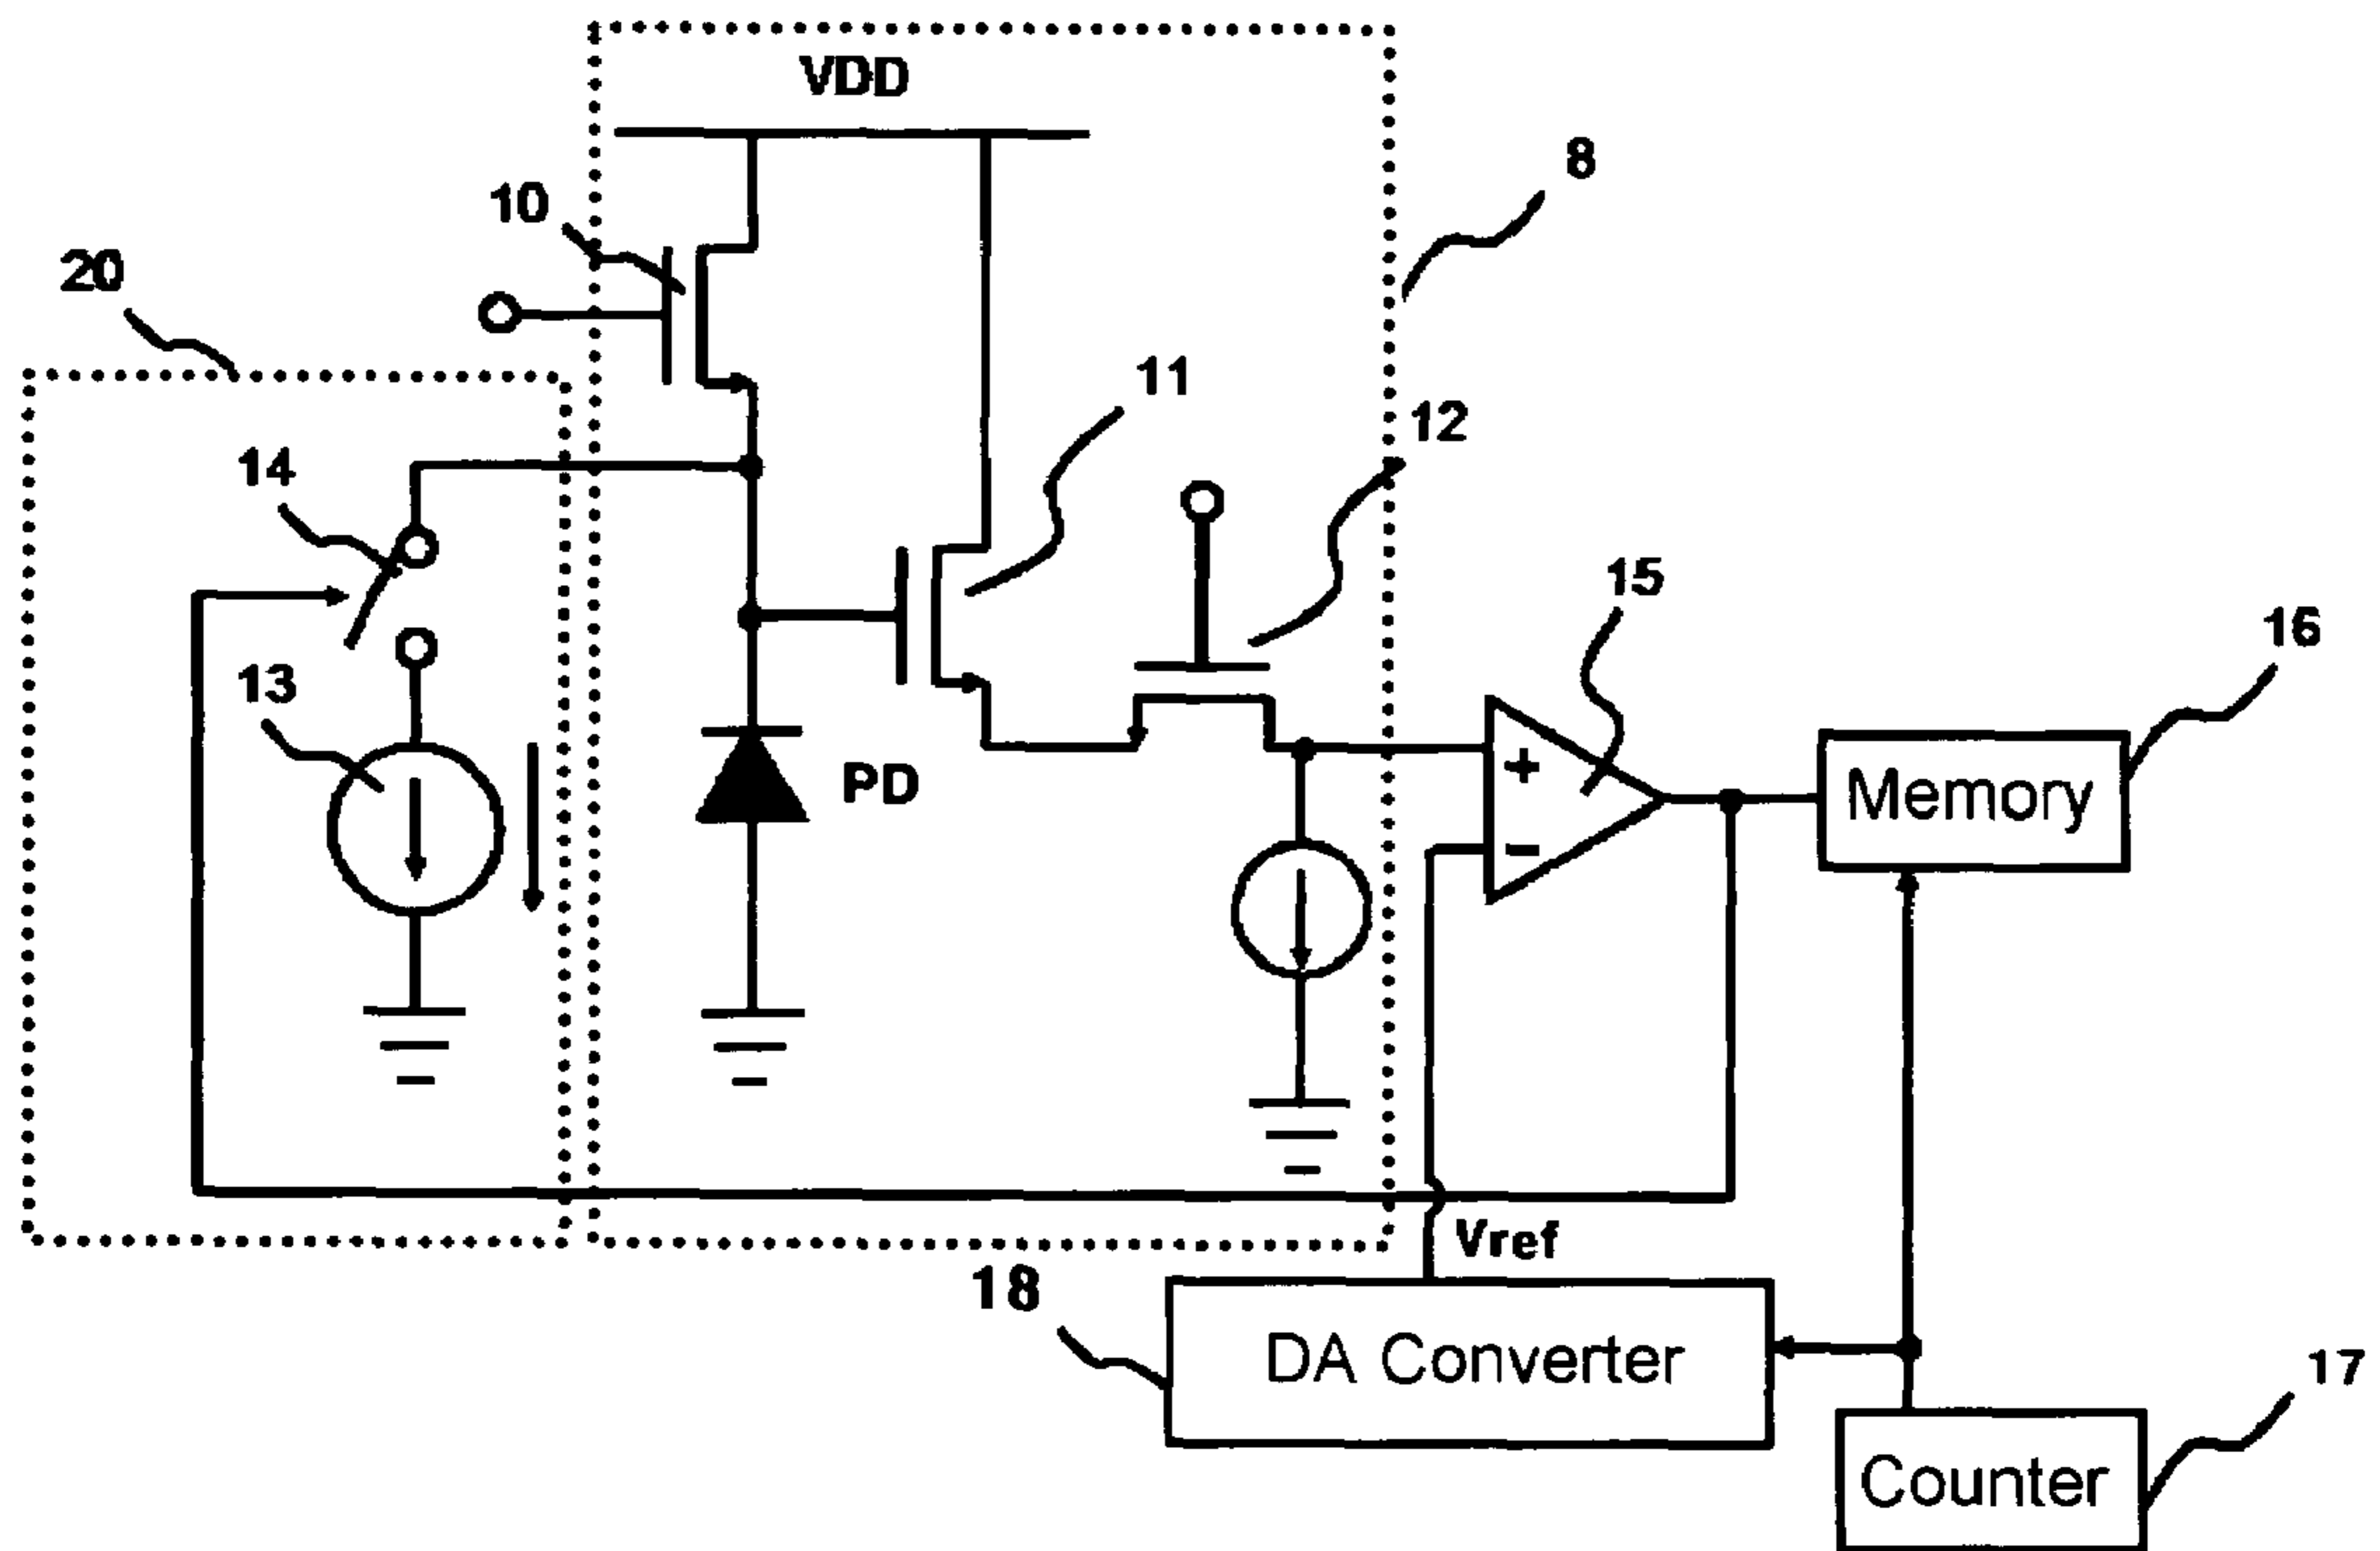 VDD
8
10
20
11
12
14
15
16
13
PD
+
−
Memory
Vref
18
DA Converter
17
Counter